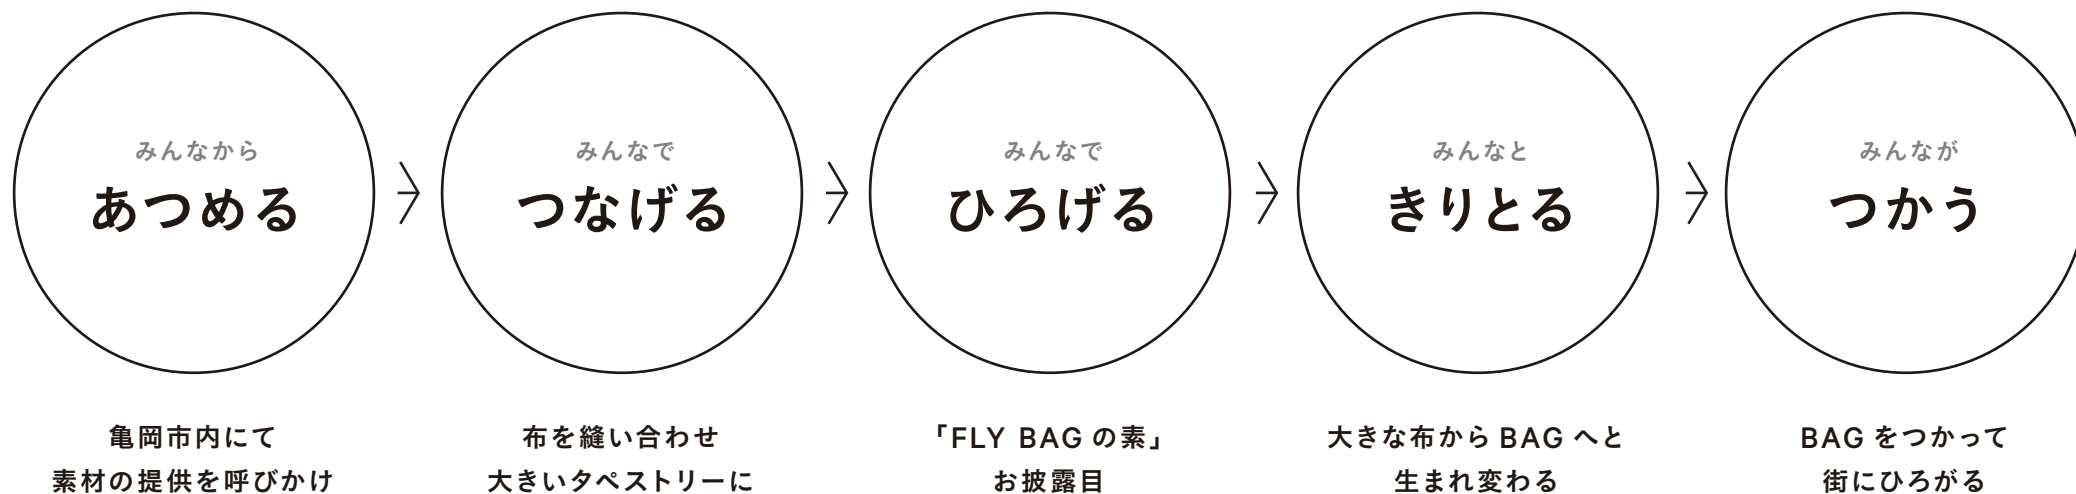 みんなから
あつめる
亀岡市内にて
素材の提供を呼びかけ
みんなで
つなげる
布を縫い合わせ
大きいタペストリーに
みんなで
ひろげる
「FLY BAG の素」
お披露目
みんなと
きりとる
大きな布から BAG へと
生まれ変わる
みんなが
つかう
BAG をつかって
街にひろがる